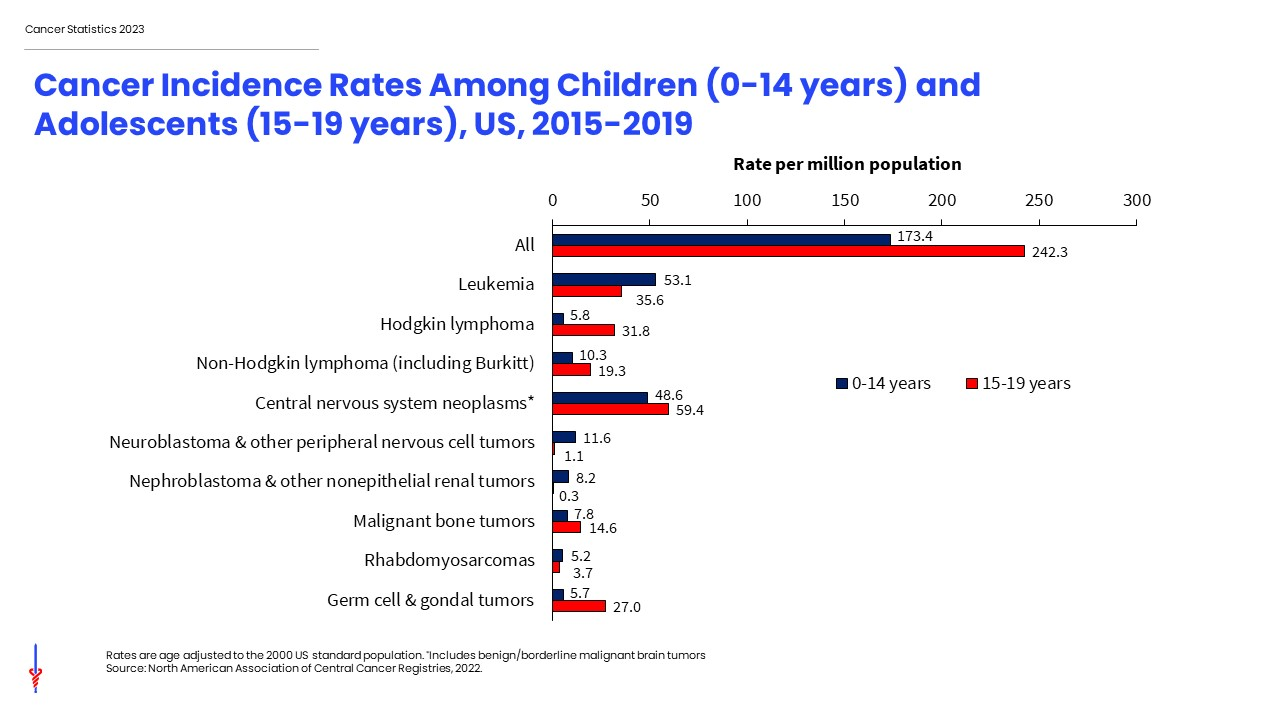 Cancer Statistics 2023
Cancer Incidence Rates Among Children (0-14 years) and
Adolescents (15-19 years), US, 2015-2019
Rate per million population
0 50 100 150 200 250 300
All 173.4
242.3
Leukemia 53.1
35.6
Hodgkin lymphoma 5.8
31.8
Non-Hodgkin lymphoma (including Burkitt) 10.3
19.3
0-14 years 15-19 years
Central nervous system neoplasms* 48.6
59.4
Neuroblastoma & other peripheral nervous cell tumors 11.6
1.1
Nephroblastoma & other nonepithelial renal tumors 8.2
0.3
Malignant bone tumors 7.8
14.6
Rhabdomyosarcomas 5.2
3.7
Germ cell & gondal tumors 5.7
27.0
Rates are age adjusted to the 2000 US standard population. *Includes benign/borderline malignant brain tumors
Source: North American Association of Central Cancer Registries, 2022.